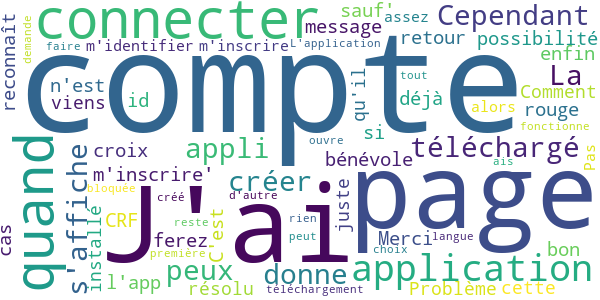 connecter
sauf'
assez
Cependant
message
m'identifier
m'inscrire
L'application
retour
possibilité
enfin
reconnaît
demande
faire
compte
n'est
viens
id
qu'il
déjà
tout
La
Comment
alors
rouge
fonctionne
si
croix
appli
bénévole
téléchargé
Pas
quand
s'affiche
m'inscrire'
créer
ais
ouvre
bloquée
créé
d'autre
J'ai
page
juste
cas
installe
CRF
ferez
C'est
reste
rien
peut
Merci
langue
choix
bon
première
l'app
peux
résolu
donne
téléchargement
application
Problème
cette